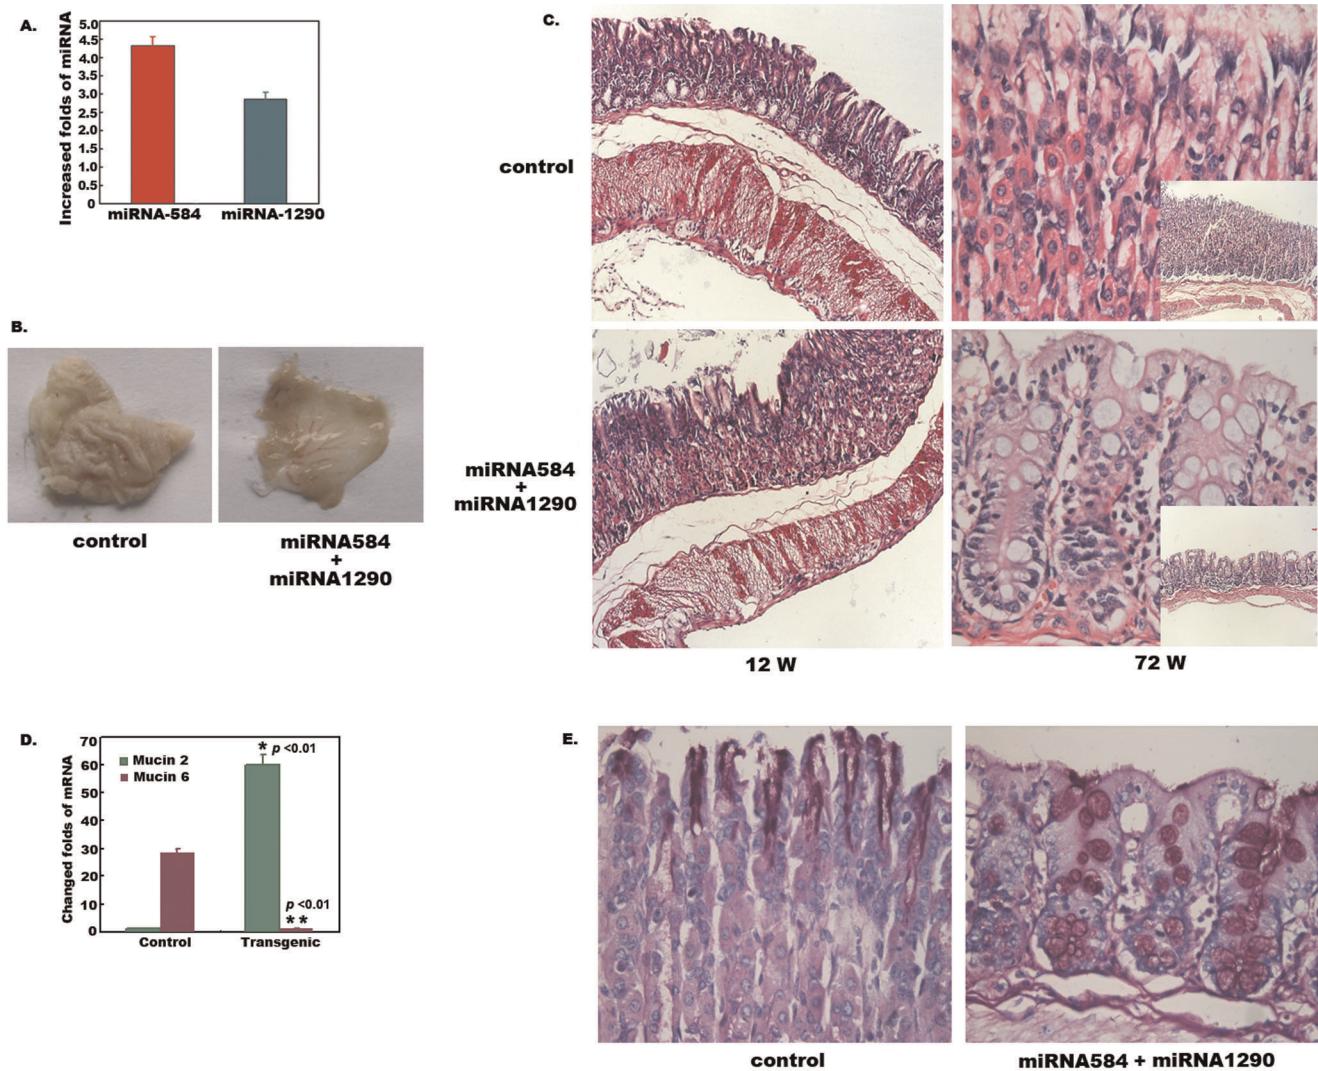 A.
Increased folds of miRNA
5.0
4.5
4.0
3.5
3.0
2.5
2.0
1.5
1.0
0.5
0
miRNA-584
miRNA-1290
B.
control
miRNA584
+
miRNA1290
C.
control
miRNA584
+
miRNA1290
12 W
72 W
D.
Changed folds of mRNA
70
60
50
40
30
20
10
0
Mucin 2
Mucin 6
* p <0.01
p <0.01
**
Control
Transgenic
E.
control
miRNA584 + miRNA1290